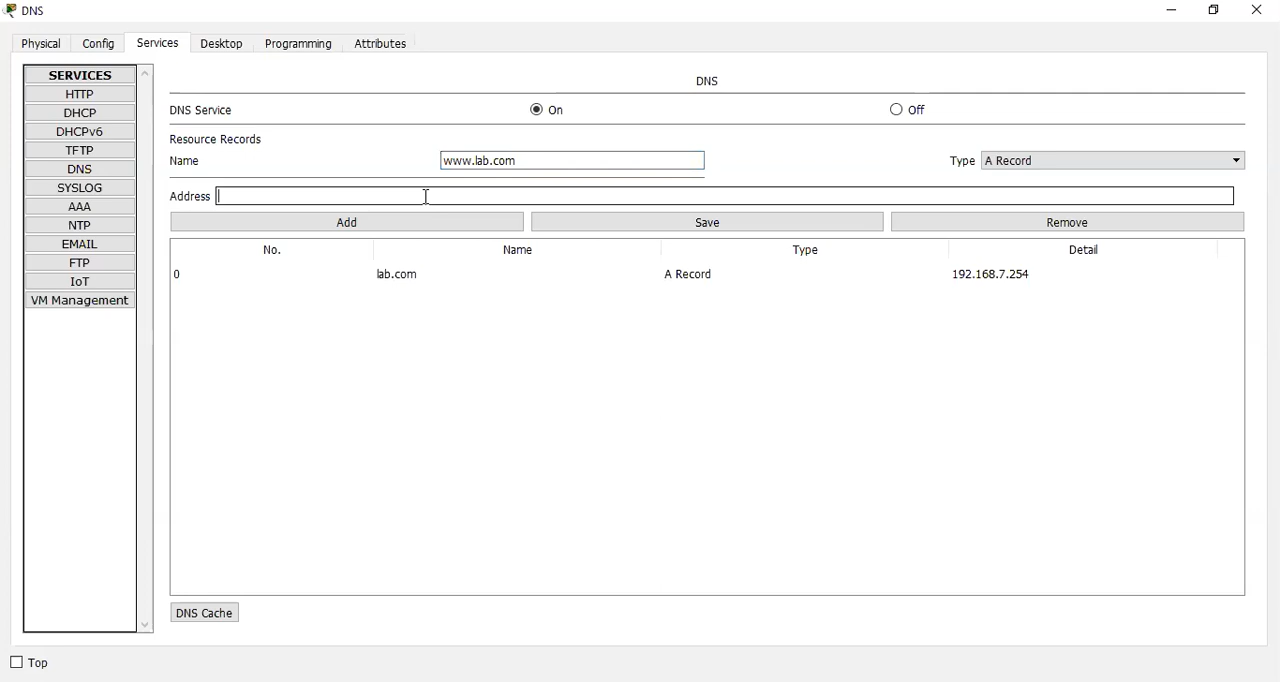 DNS
Physical Config Services Desktop Programming Attributes
SERVICES
HTTP
DHCP
DHCPv6
TFTP
DNS
SYSLOG
AAA
NTP
EMAIL
FTP
IoT
VM Management
DNS
DNS Service On Off
Resource Records
Name www.lab.com Type A Record
Address
Add Save Remove
No. Name Type Detail
0 lab.com A Record 192.168.7.254
DNS Cache
Top